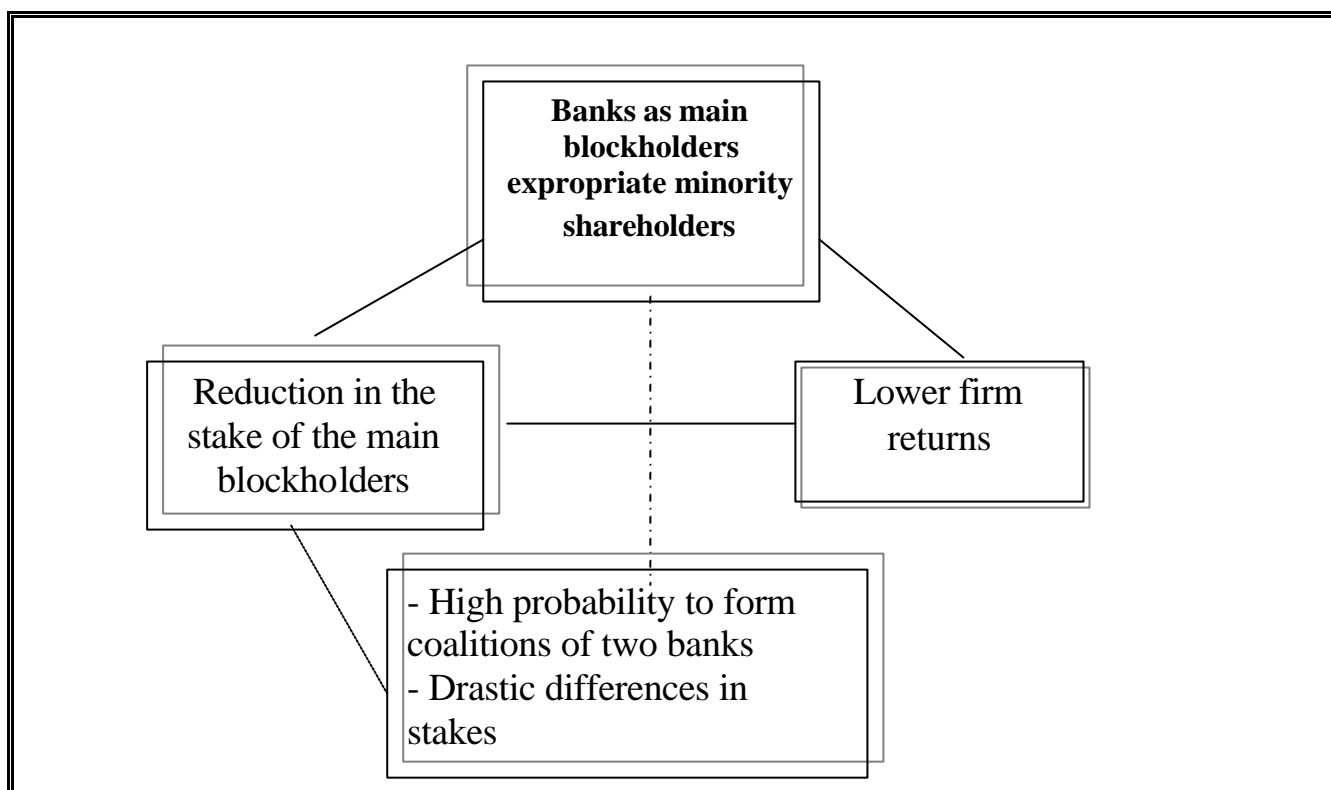 Banks as main
blockholders
expropriate minority
shareholders
Reduction in the
stake of the main
blockholders
Lower firm
returns
- High probability to form
coalitions of two banks
- Drastic differences in
stakes